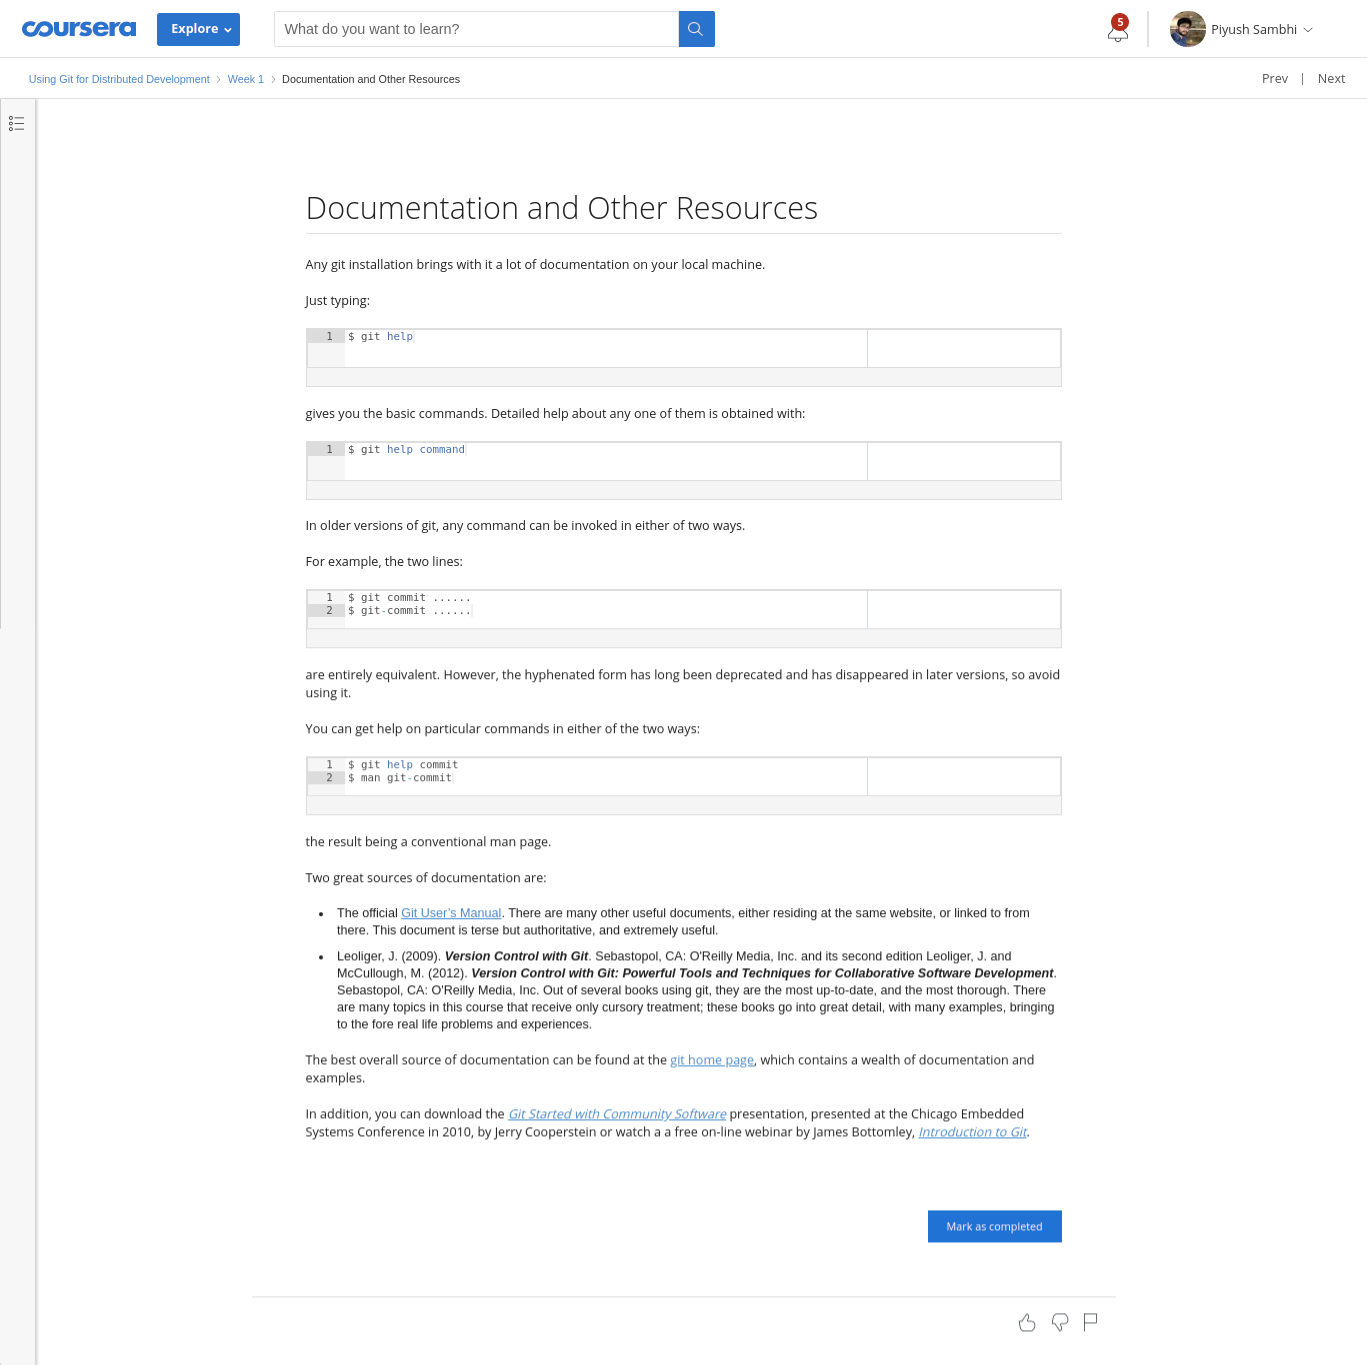 coursera Explore What do you want to learn? 5 Piyush Sambhi
Using Git for Distributed Development > Week 1 > Documentation and Other Resources Prev | Next
Documentation and Other Resources
Any git installation brings with it a lot of documentation on your local machine.
Just typing:
1 $ git help
gives you the basic commands. Detailed help about any one of them is obtained with:
1 $ git help command
In older versions of git, any command can be invoked in either of two ways.
For example, the two lines:
1 $ git commit ......
2 $ git-commit ......
are entirely equivalent. However, the hyphenated form has long been deprecated and has disappeared in later versions, so avoid
using it.
You can get help on particular commands in either of the two ways:
1 $ git help commit
2 $ man git-commit
the result being a conventional man page.
Two great sources of documentation are:
• The official Git User’s Manual. There are many other useful documents, either residing at the same website, or linked to from
there. This document is terse but authoritative, and extremely useful.
• Leoliger, J. (2009). Version Control with Git. Sebastopol, CA: O'Reilly Media, Inc. and its second edition Leoliger, J. and
McCullough, M. (2012). Version Control with Git: Powerful Tools and Techniques for Collaborative Software Development.
Sebastopol, CA: O'Reilly Media, Inc. Out of several books using git, they are the most up-to-date, and the most thorough. There
are many topics in this course that receive only cursory treatment; these books go into great detail, with many examples, bringing
to the fore real life problems and experiences.
The best overall source of documentation can be found at the git home page, which contains a wealth of documentation and
examples.
In addition, you can download the Git Started with Community Software presentation, presented at the Chicago Embedded
Systems Conference in 2010, by Jerry Cooperstein or watch a a free on-line webinar by James Bottomley, Introduction to Git.
Mark as completed